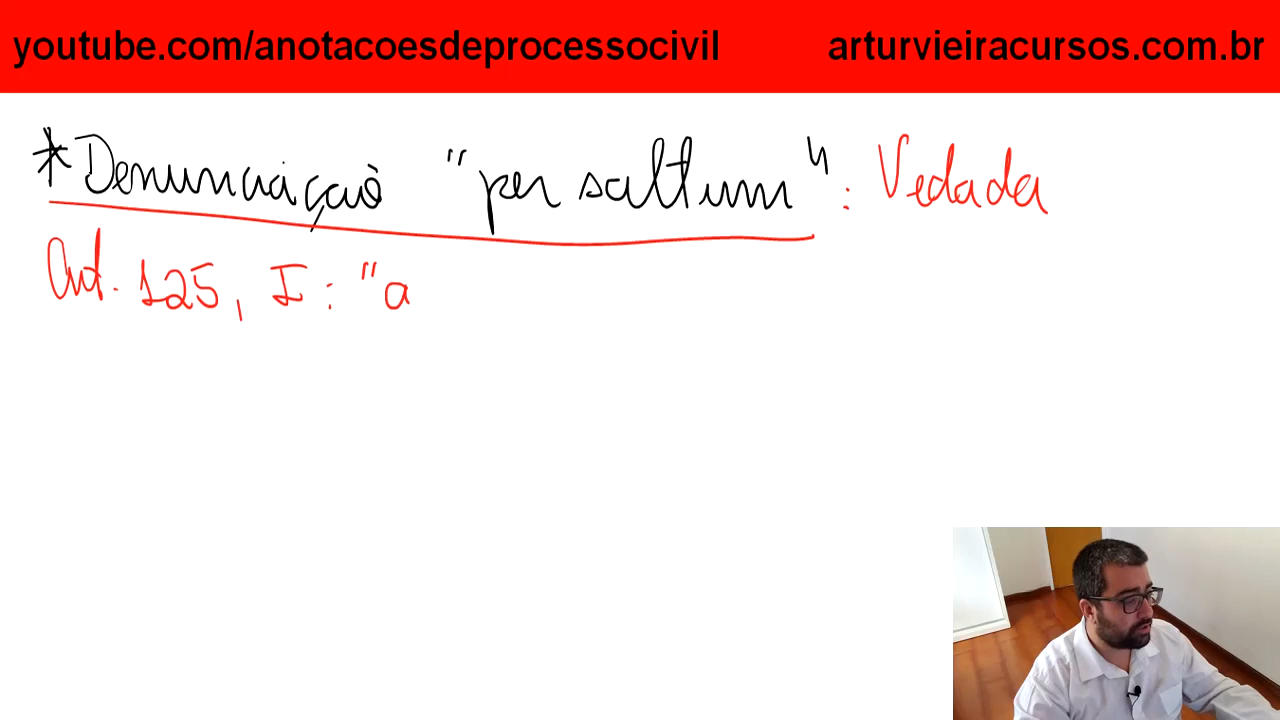 youtube.com/anotacoesdeprocessocivil arturvieiracursos.com.br
*Denunciação "per saltum": Vedada
Art. 125, I: "a